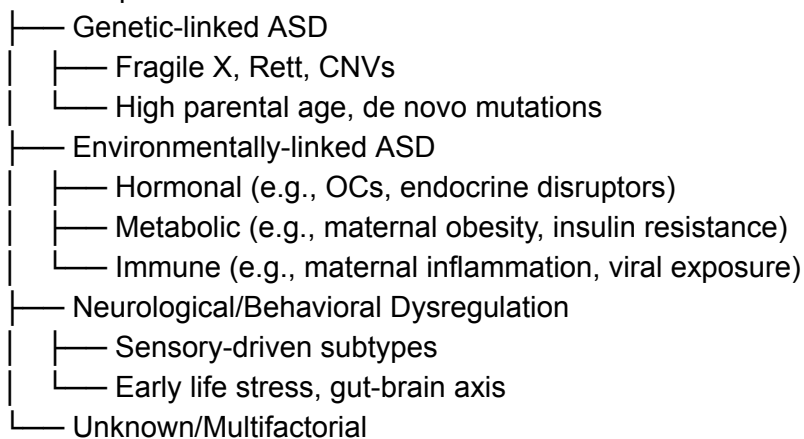 ├── Genetic-linked ASD
│ ├── Fragile X, Rett, CNVs
│ └── High parental age, de novo mutations
├── Environmentally-linked ASD
│ ├── Hormonal (e.g., OCs, endocrine disruptors)
│ ├── Metabolic (e.g., maternal obesity, insulin resistance)
│ └── Immune (e.g., maternal inflammation, viral exposure)
├── Neurological/Behavioral Dysregulation
│ ├── Sensory-driven subtypes
│ └── Early life stress, gut-brain axis
└── Unknown/Multifactorial